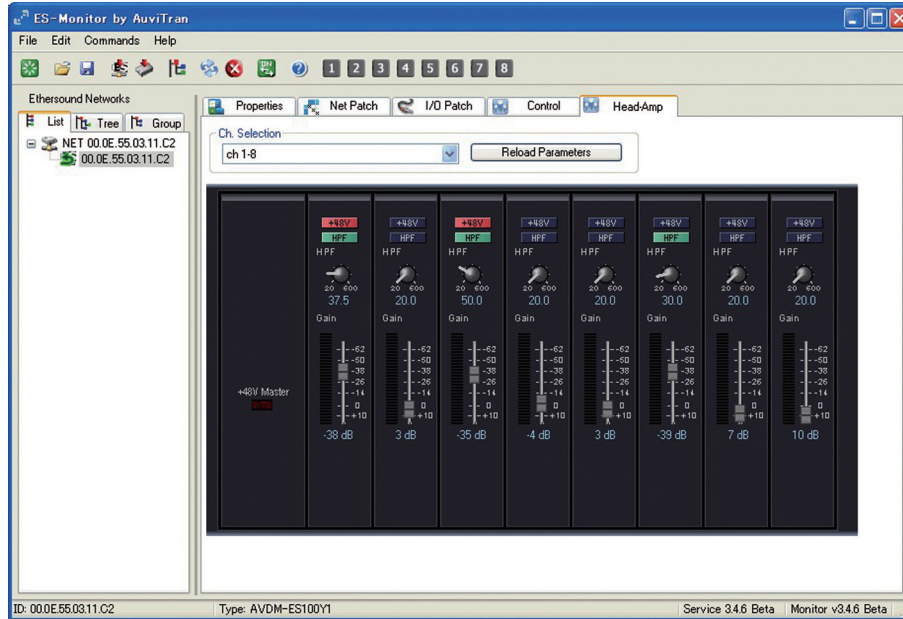 ES-Monitor by AuviTran
File Edit Commands Help
1 2 3 4 5 6 7 8
Ethersound Networks
List Tree Group
NET 00.0E.55.03.11.C2
00.0E.55.03.11.C2
Properties Net Patch I/O Patch Control Head-Amp
Ch. Selection
ch 1-8 Reload Parameters
+48V +48V +48V +48V +48V +48V +48V +48V
HPF HPF HPF HPF HPF HPF HPF HPF
HPF HPF HPF HPF HPF HPF HPF HPF
20 600 20 600 20 600 20 600 20 600 20 600 20 600 20 600
37.5 20.0 50.0 20.0 20.0 30.0 20.0 20.0
Gain Gain Gain Gain Gain Gain Gain Gain
-62 -62 -62 -62 -62 -62 -62 -62
-50 -50 -50 -50 -50 -50 -50 -50
-38 -38 -38 -38 -38 -38 -38 -38
-26 -26 -26 -26 -26 -26 -26 -26
+48V Master -14 -14 -14 -14 -14 -14 -14 -14
0 0 0 0 0 0 0 0
+10 +10 +10 +10 +10 +10 +10 +10
-38 dB 3 dB -35 dB -4 dB 3 dB -39 dB 7 dB 10 dB
ID: 00.0E.55.03.11.C2 Type: AVDM-ES100Y1 Service 3.4.6 Beta Monitor v3.4.6 Beta